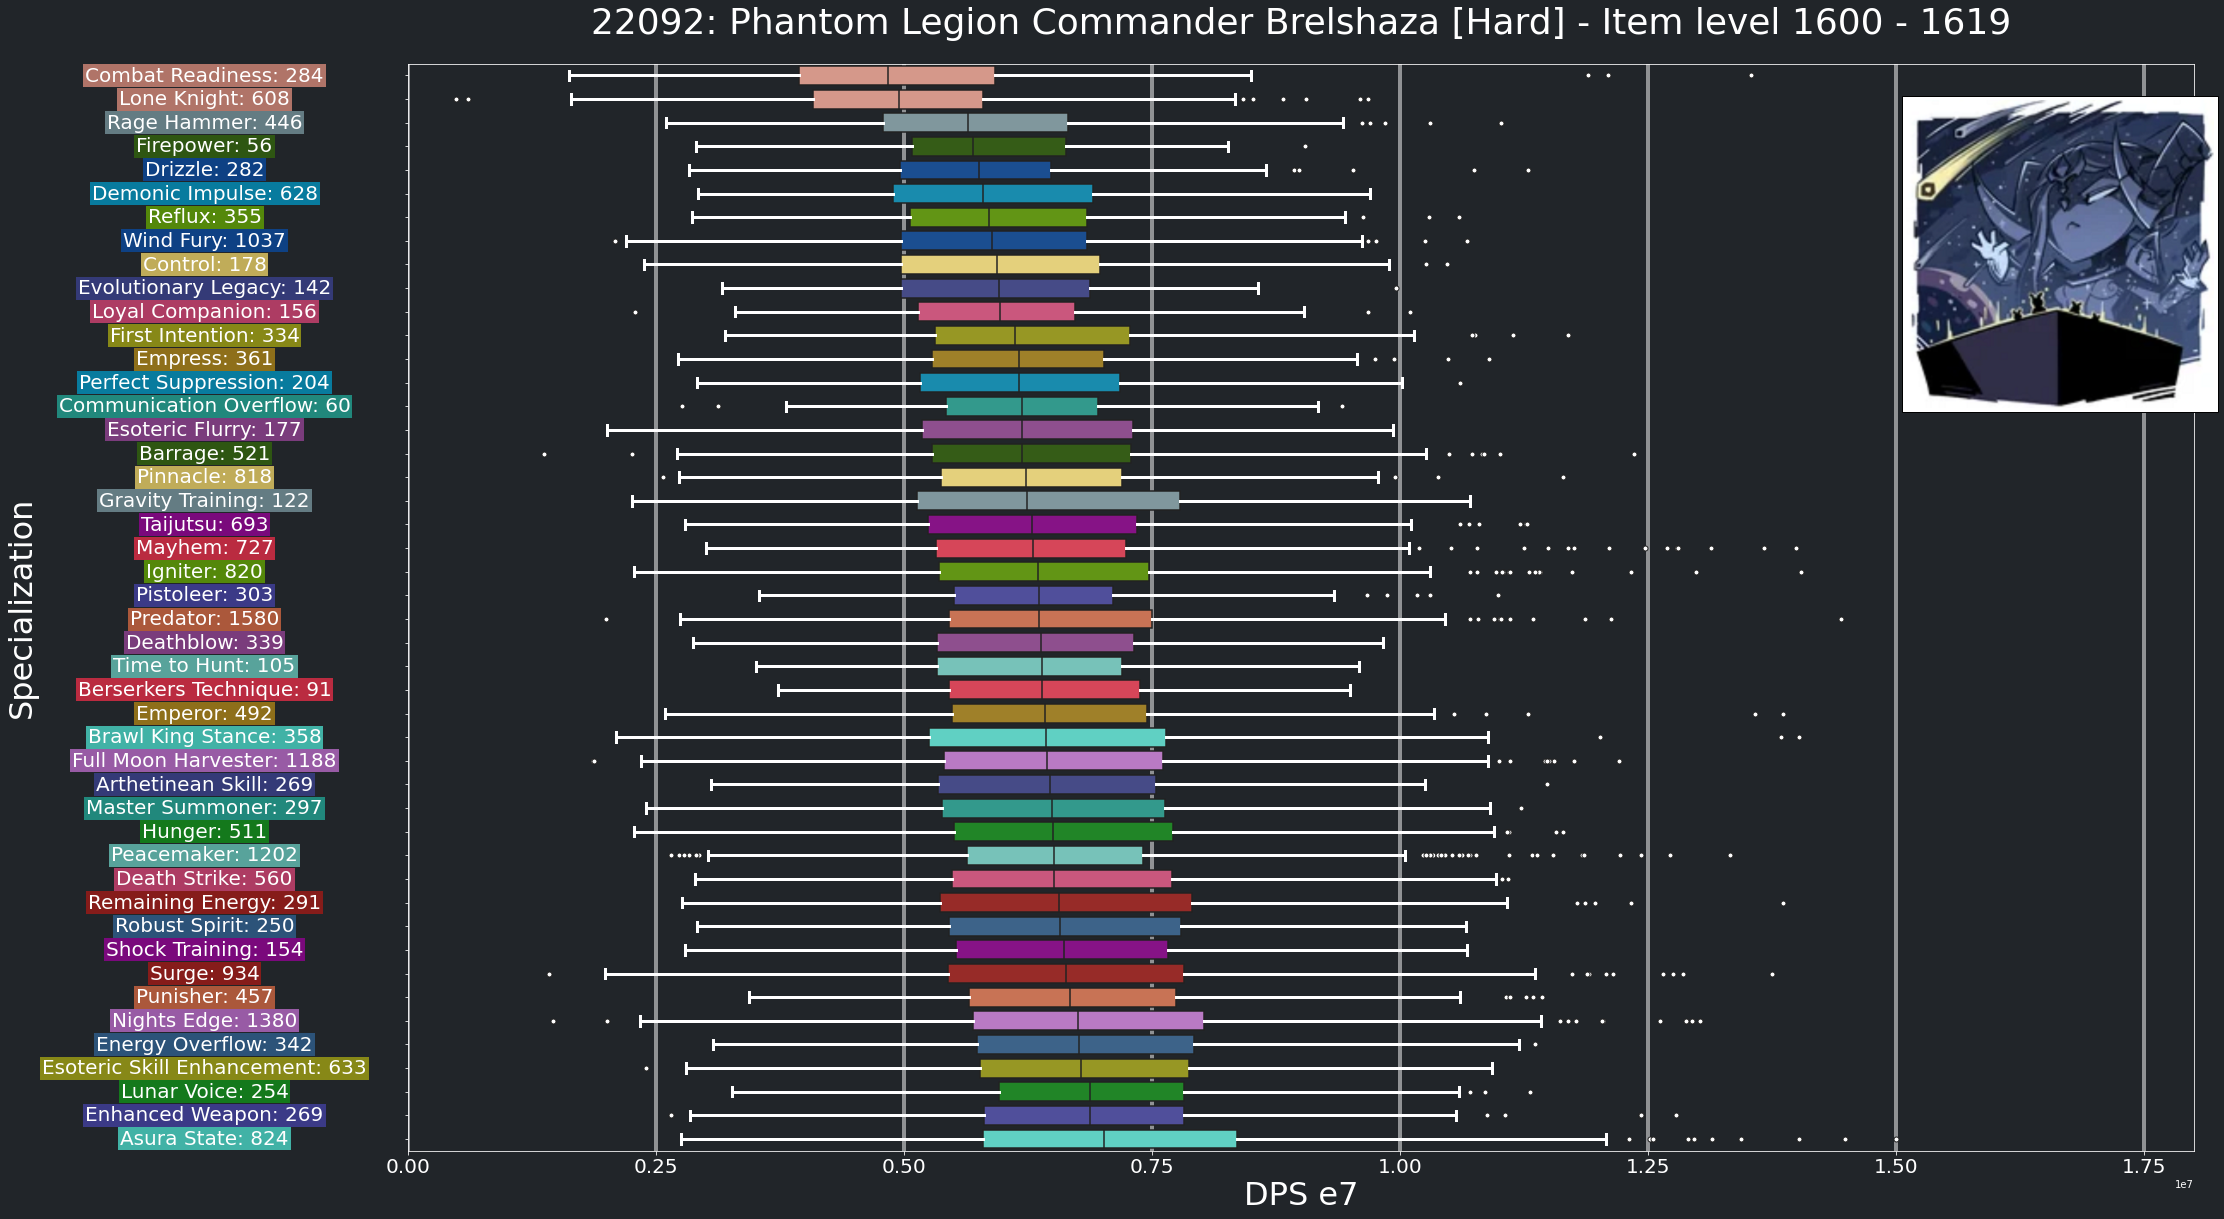 22092: Phantom Legion Commander Brelshaza [Hard] - Item level 1600 - 1619
Specialization
Combat Readiness: 284
Lone Knight: 608
Rage Hammer: 446
Firepower: 56
Drizzle: 282
Demonic Impulse: 628
Reflux: 355
Wind Fury: 1037
Control: 178
Evolutionary Legacy: 142
Loyal Companion: 156
First Intention: 334
Empress: 361
Perfect Suppression: 204
Communication Overflow: 60
Esoteric Flurry: 177
Barrage: 521
Pinnacle: 818
Gravity Training: 122
Taijutsu: 693
Mayhem: 727
Igniter: 820
Pistoleer: 303
Predator: 1580
Deathblow: 339
Time to Hunt: 105
Berserkers Technique: 91
Emperor: 492
Brawl King Stance: 358
Full Moon Harvester: 1188
Arthetinean Skill: 269
Master Summoner: 297
Hunger: 511
Peacemaker: 1202
Death Strike: 560
Remaining Energy: 291
Robust Spirit: 250
Shock Training: 154
Surge: 934
Punisher: 457
Nights Edge: 1380
Energy Overflow: 342
Esoteric Skill Enhancement: 633
Lunar Voice: 254
Enhanced Weapon: 269
Asura State: 824
0.00 0.25 0.50 0.75 1.00 1.25 1.50 1.75
1e7
DPS e7